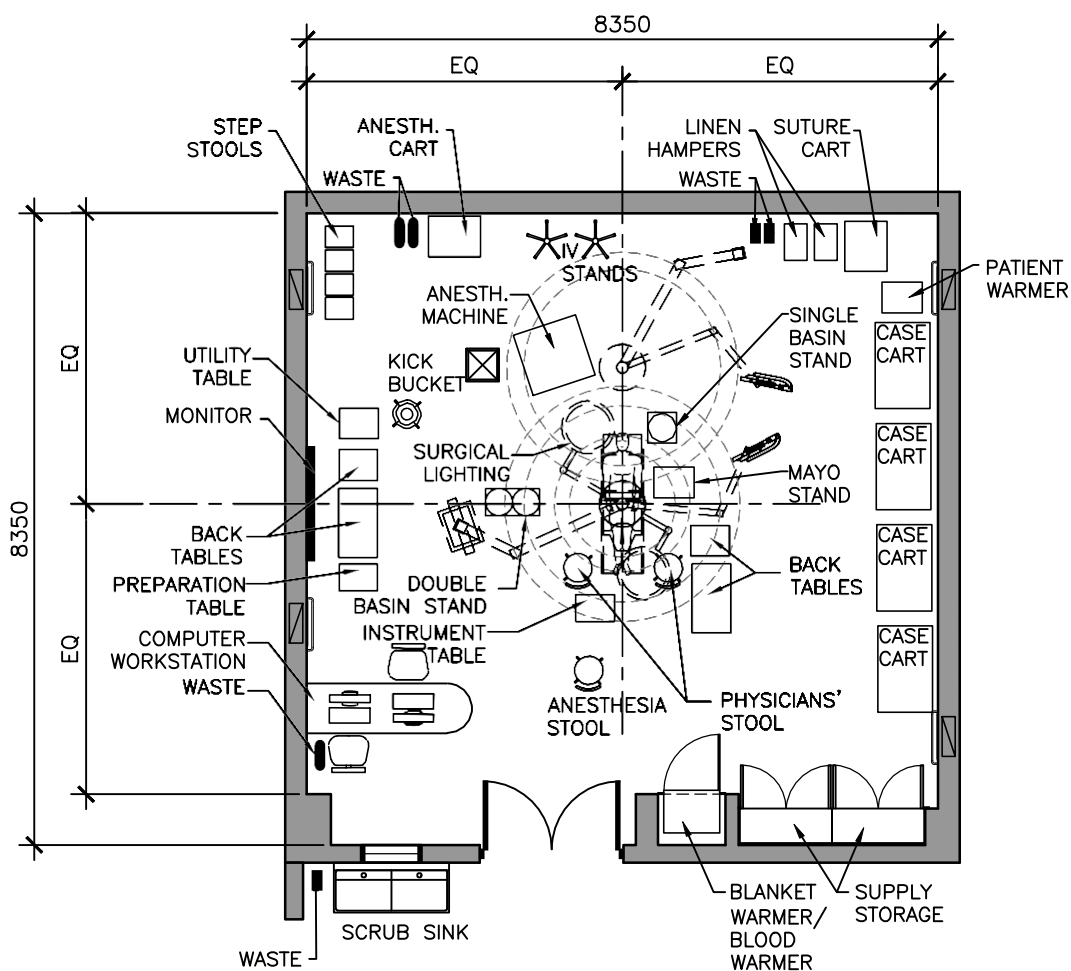 8350
EQ
EQ
STEP
STOOLS
ANESTH.
CART
WASTE
LINEN
HAMPERS
WASTE
SUTURE
CART
IV
STANDS
PATIENT
WARMER
ANESTH.
MACHINE
SINGLE
BASIN
STAND
CASE
CART
EQ
UTILITY
TABLE
KICK
BUCKET
MONITOR
SURGICAL
LIGHTING
CASE
CART
MAYO
STAND
8350
BACK
TABLES
CASE
CART
PREPARATION
TABLE
DOUBLE
BASIN STAND
BACK
TABLES
INSTRUMENT
TABLE
COMPUTER
WORKSTATION
CASE
CART
EQ
WASTE
ANESTHESIA
STOOL
PHYSICIANS'
STOOL
BLANKET
WARMER/
BLOOD
WARMER
SUPPLY
STORAGE
SCRUB SINK
WASTE